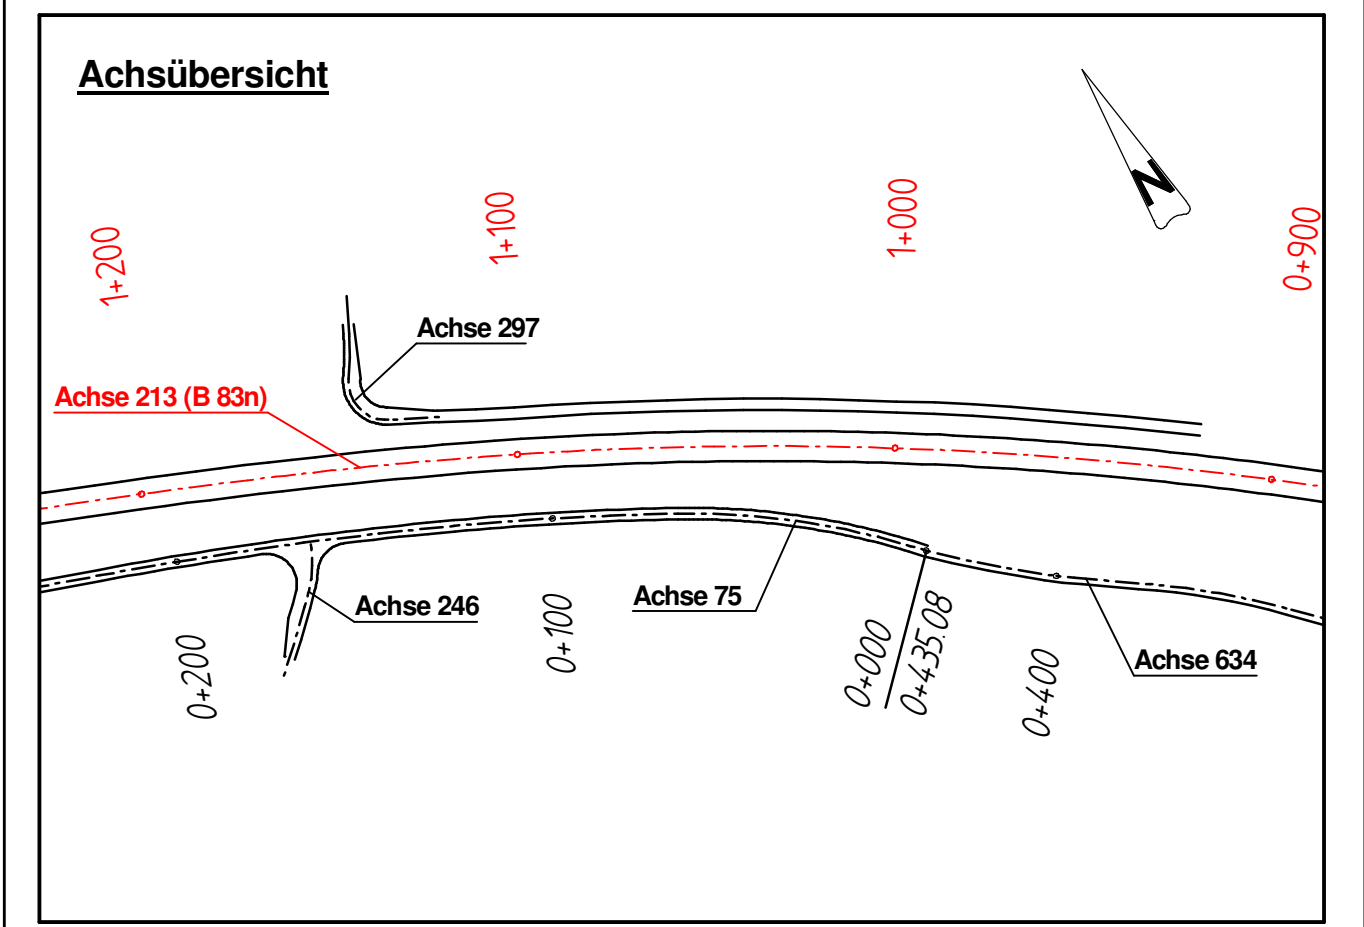 Achsübersicht
N
1+200
1+100
1+000
0+900
Achse 297
Achse 213 (B 83n)
Achse 246
Achse 75
Achse 634
0+200
0+100
0+000
0+435.08
0+400